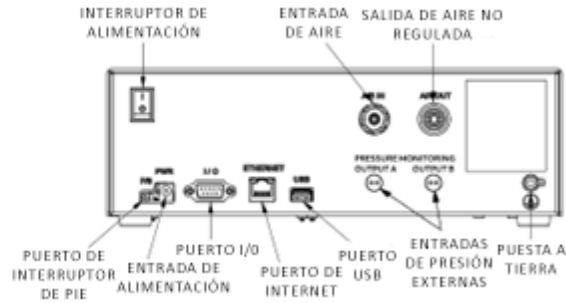 INTERRUPTOR DE
ALIMENTACIÓN
ENTRADA
DE AIRE
SALIDA DE AIRE NO
REGULADA
AIR IN
AIR OUT
PRESSURE MONITORING
OUTPUT A
OUTPUT B
F/S
PWR
I/O
ETHERNET
USB
PUERTO DE
INTERRUPTOR
DE PIE
ENTRADA DE
ALIMENTACIÓN
PUERTO I/0
PUERTO DE
INTERNET
PUERTO
USB
ENTRADAS
DE PRESIÓN
EXTERNAS
PUESTA A
TIERRA